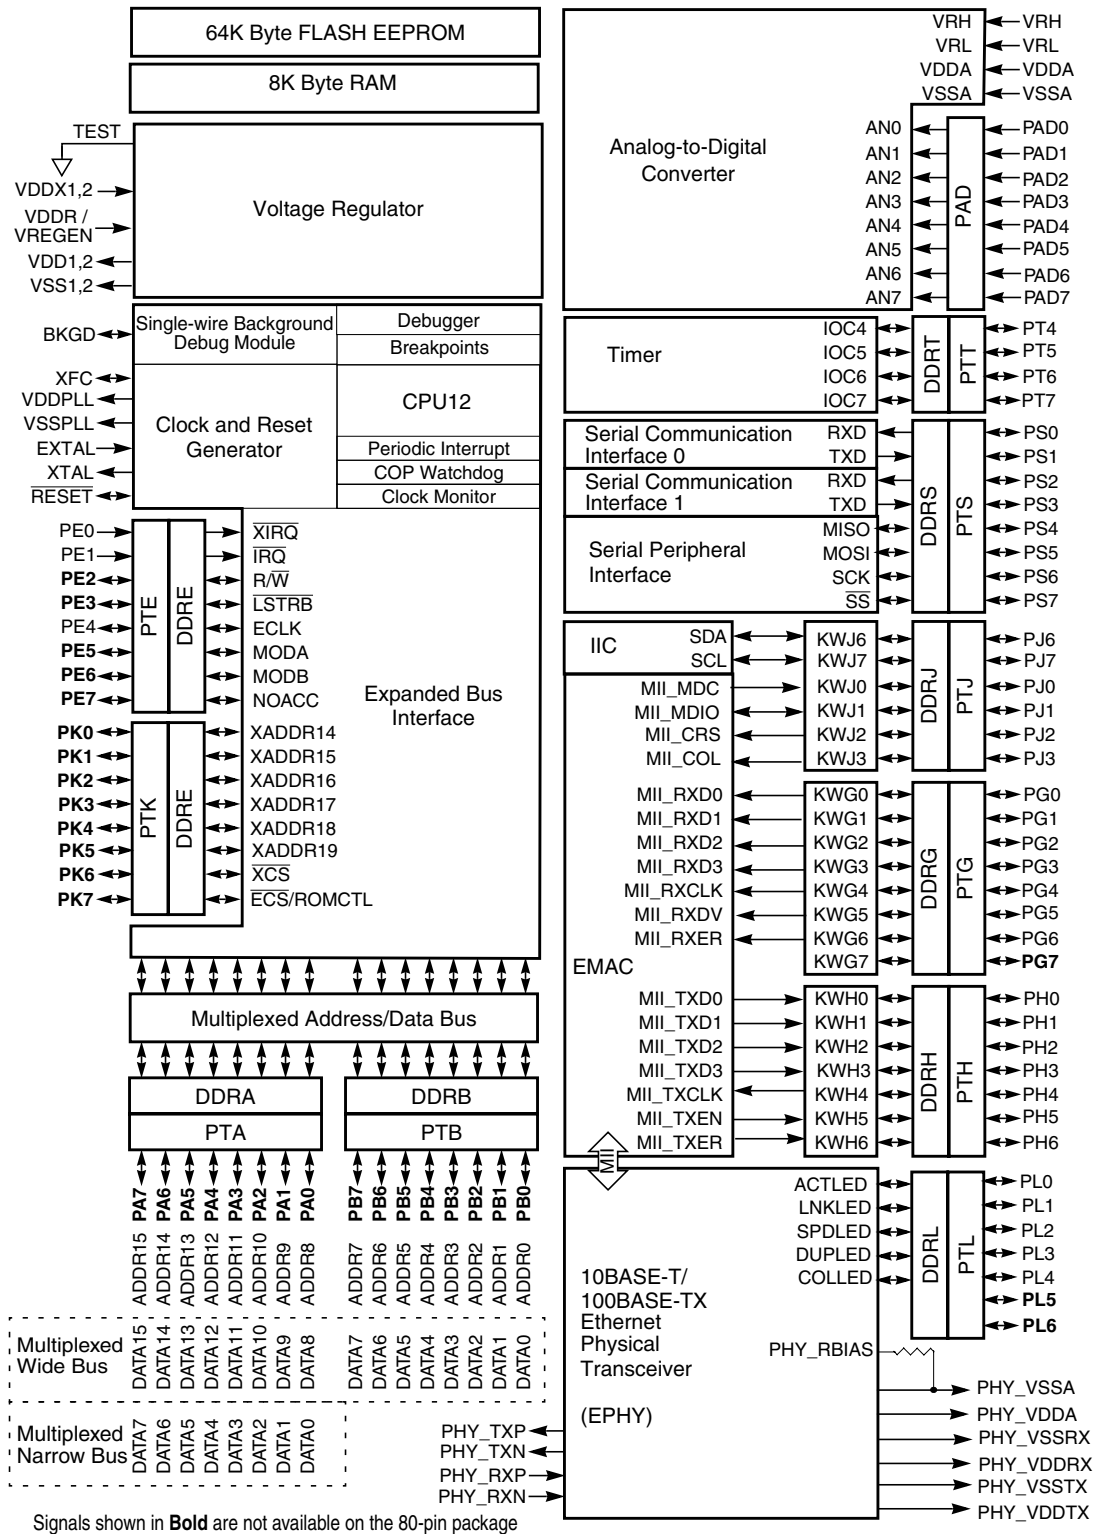 64K Byte FLASH EEPROM
8K Byte RAM
TEST
VDDX1,2
VDDR /
VREGEN
VDD1,2
VSS1,2
Voltage Regulator
BKGD
Single-wire Background
Debug Module
Debugger
Breakpoints
XFC
VDDPLL
VSSPLL
EXTAL
XTAL
RESET
Clock and Reset
Generator
CPU12
Periodic Interrupt
COP Watchdog
Clock Monitor
PE0
PE1
PE2
PE3
PE4
PE5
PE6
PE7
PTE
DDRE
XIRQ
IRQ
R/W
LSTRB
ECLK
MODA
MODB
NOACC
Expanded Bus
Interface
PK0
PK1
PK2
PK3
PK4
PK5
PK6
PK7
PTK
DDRE
XADDR14
XADDR15
XADDR16
XADDR17
XADDR18
XADDR19
XCS
ECS/ROMCTL
Multiplexed Address/Data Bus
DDRA
DDRB
PTA
PTB
PA7 PA6 PA5 PA4 PA3 PA2 PA1 PA0 PB7 PB6 PB5 PB4 PB3 PB2 PB1 PB0
ADDR15 ADDR14 ADDR13 ADDR12 ADDR11 ADDR10 ADDR9 ADDR8 ADDR7 ADDR6 ADDR5 ADDR4 ADDR3 ADDR2 ADDR1 ADDR0
Multiplexed
Wide Bus
DATA15 DATA14 DATA13 DATA12 DATA11 DATA10 DATA9 DATA8 DATA7 DATA6 DATA5 DATA4 DATA3 DATA2 DATA1 DATA0
Multiplexed
Narrow Bus
DATA7 DATA6 DATA5 DATA4 DATA3 DATA2 DATA1 DATA0
Analog-to-Digital
Converter
VRH VRH
VRL VRL
VDDA VDDA
VSSA VSSA
AN0 PAD0
AN1 PAD1
AN2 PAD2
AN3 PAD3
AN4 PAD4
AN5 PAD5
AN6 PAD6
AN7 PAD7
PAD
Timer
IOC4 PT4
IOC5 PT5
IOC6 PT6
IOC7 PT7
DDRT
PTT
Serial Communication
Interface 0
RXD PS0
TXD PS1
Serial Communication
Interface 1
RXD PS2
TXD PS3
Serial Peripheral
Interface
MISO PS4
MOSI PS5
SCK PS6
SS PS7
DDRS
PTS
IIC
SDA KWJ6 PJ6
SCL KWJ7 PJ7
MII_MDC KWJ0 PJ0
MII_MDIO KWJ1 PJ1
MII_CRS KWJ2 PJ2
MII_COL KWJ3 PJ3
DDRJ
PTJ
MII_RXD0 KWG0 PG0
MII_RXD1 KWG1 PG1
MII_RXD2 KWG2 PG2
MII_RXD3 KWG3 PG3
MII_RXCLK KWG4 PG4
MII_RXDV KWG5 PG5
MII_RXER KWG6 PG6
KWG7 PG7
DDRG
PTG
EMAC
MII_TXD0 KWH0 PH0
MII_TXD1 KWH1 PH1
MII_TXD2 KWH2 PH2
MII_TXD3 KWH3 PH3
MII_TXCLK KWH4 PH4
MII_TXEN KWH5 PH5
MII_TXER KWH6 PH6
DDRH
PTH
MII
10BASE-T/
100BASE-TX
Ethernet
Physical
Transceiver
(EPHY)
ACTLED PL0
LNKLED PL1
SPDLED PL2
DUPLED PL3
COLLED PL4
PL5
PL6
DDRL
PTL
PHY_RBIAS
PHY_VSSA
PHY_VDDA
PHY_VSSRX
PHY_VDDRX
PHY_VSSTX
PHY_VDDTX
PHY_TXP
PHY_TXN
PHY_RXP
PHY_RXN
Signals shown in Bold are not available on the 80-pin package